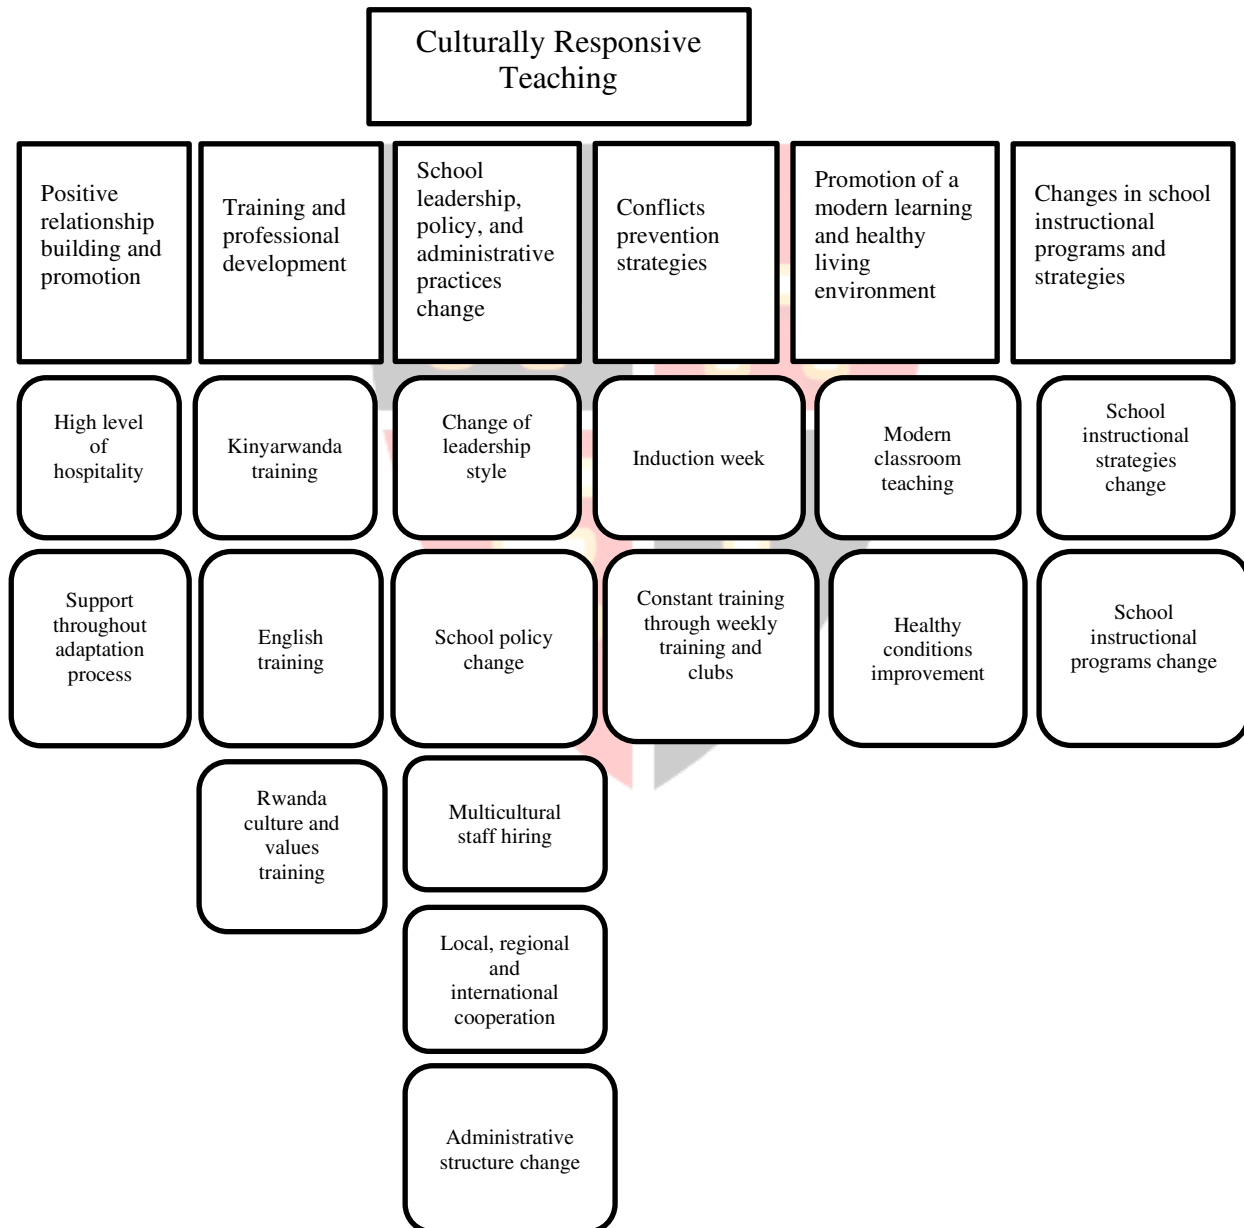 Culturally Responsive
Teaching
Positive
relationship
building and
promotion
Training and
professional
development
School
leadership,
policy, and
administrative
practices
change
Conflicts
prevention
strategies
Promotion of a
modern learning
and healthy
living
environment
Changes in school
instructional
programs and
strategies
High level
of
hospitality
Kinyarwanda
training
Change of
leadership
style
Induction week
Modern
classroom
teaching
School
instructional
strategies
change
Support
throughout
adaptation
process
English
training
School policy
change
Constant training
through weekly
training and
clubs
Healthy
conditions
improvement
School
instructional
programs change
Rwanda
culture and
values
training
Multicultural
staff hiring
Local, regional
and
international
cooperation
Administrative
structure change